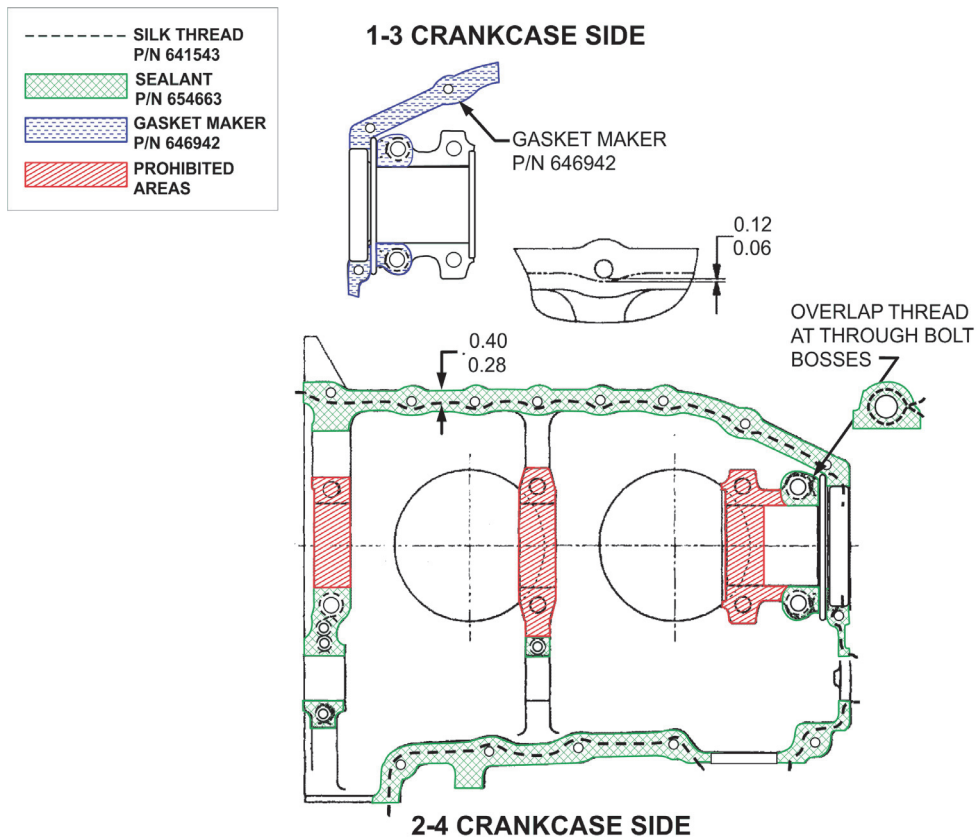 SILK THREAD
P/N 641543
SEALANT
P/N 654663
GASKET MAKER
P/N 646942
PROHIBITED
AREAS
1-3 CRANKCASE SIDE
GASKET MAKER
P/N 646942
0.12
0.06
OVERLAP THREAD
AT THROUGH BOLT
BOSSES
0.40
0.28
2-4 CRANKCASE SIDE